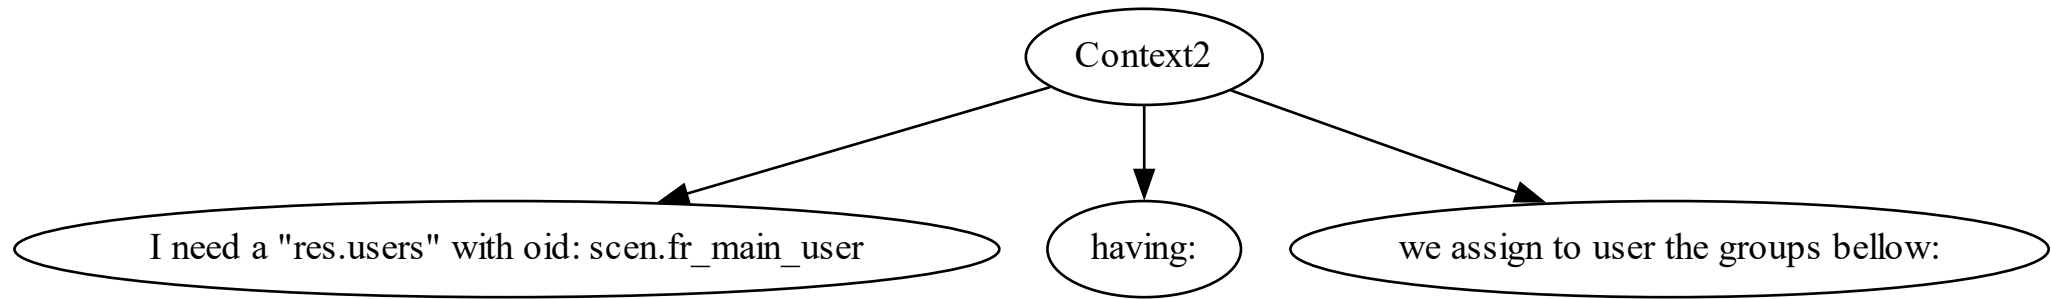 Context2
I need a "res.users" with oid: scen.fr_main_user
having:
we assign to user the groups bellow: